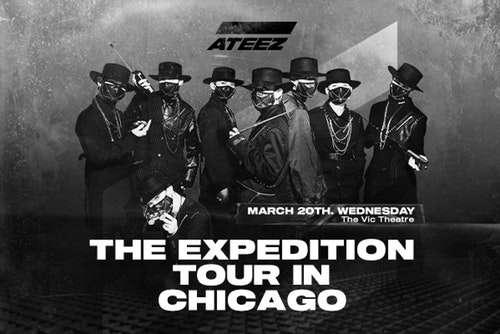 ATEEZ
MARCH 20TH. WEDNESDAY
The Vic Theatre
THE EXPEDITION
TOUR IN
CHICAGO